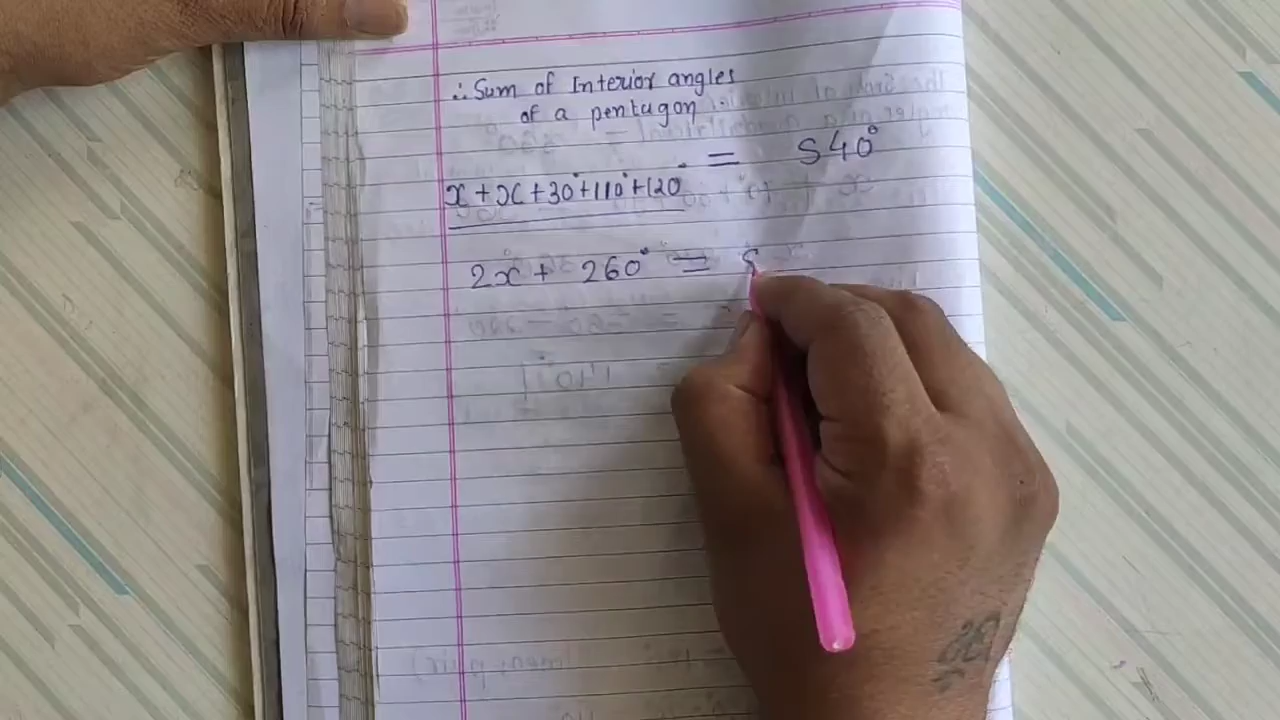 ∴ Sum of Interior angles
of a pentagon.
= 540°
x + x + 30° + 110° + 120°
2x + 260° = 5